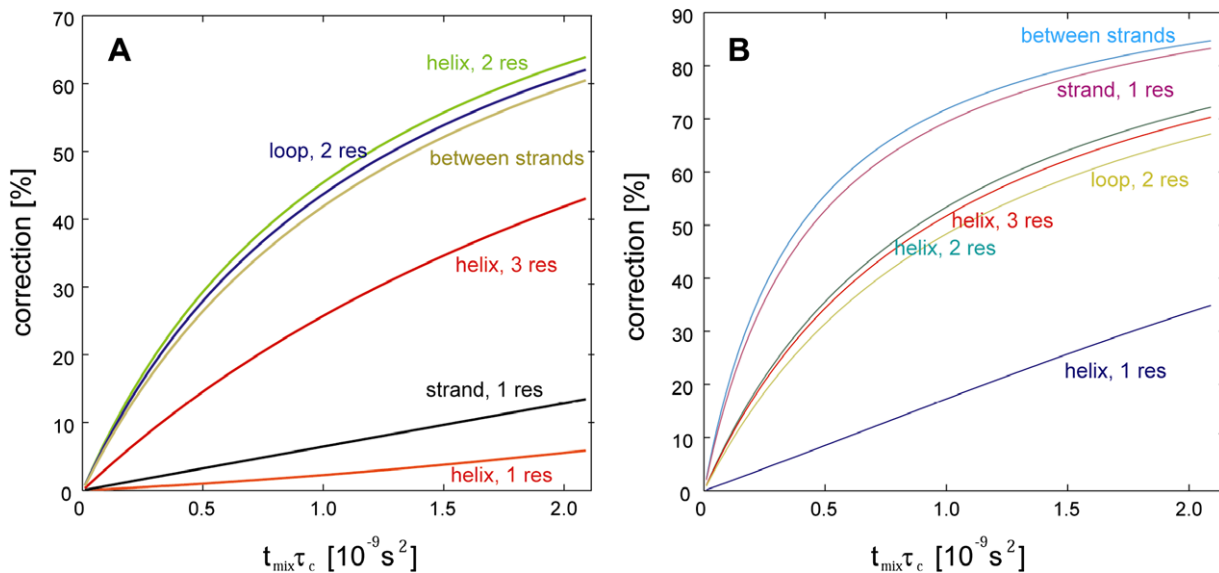 A
70
60
50
40
30
20
10
0
correction [%]
helix, 2 res
loop, 2 res
between strands
helix, 3 res
strand, 1 res
helix, 1 res
0 0.5 1.0 1.5 2.0
t_mix τ_c [10^-9 s^2]
B
90
80
70
60
50
40
30
20
10
0
correction [%]
between strands
strand, 1 res
loop, 2 res
helix, 3 res
helix, 2 res
helix, 1 res
0 0.5 1.0 1.5 2.0
t_mix τ_c [10^-9 s^2]